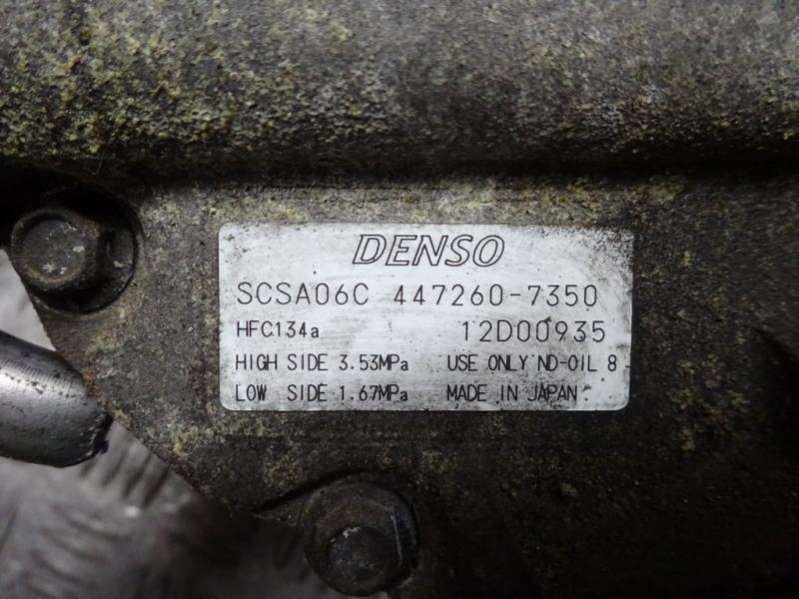 DENSO
SCSA06C 447260-7350
HFC134a 12D00935
HIGH SIDE 3.53MPa USE ONLY ND-OIL 8
LOW SIDE 1.67MPa MADE IN JAPAN